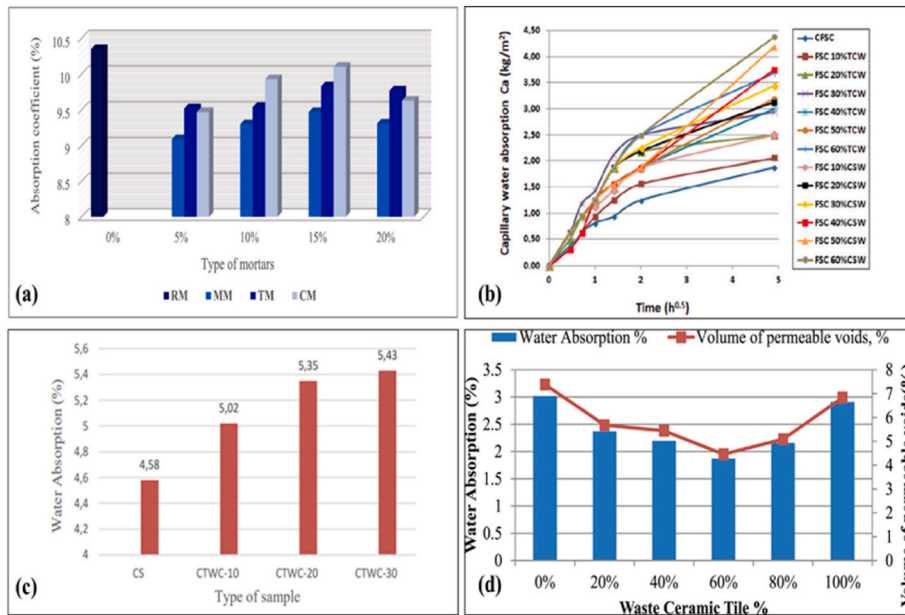 10.5
10
9.5
9
8.5
8
Absorption coefficient (%)
0% 5% 10% 15% 20%
Type of mortars
(a)
RM MM TM CM
4,50
4,00
3,50
3,00
2,50
2,00
1,50
1,00
0,50
0.00
Capillary water absorption Ca (kg/m²)
0 1 2 3 4 5
Time (h⁰·⁵)
(b)
CFSC
FSC 10%TCW
FSC 20%TCW
FSC 30%TCW
FSC 40%TCW
FSC 50%TCW
FSC 60%TCW
FSC 10%CSW
FSC 20%CSW
FSC 30%CSW
FSC 40%CSW
FSC 50%CSW
FSC 60%CSW
5,6
5,4
5,2
5
4,8
4,6
4,4
4,2
4
Water Absorption (%)
4,58
5,02
5,35
5,43
CS CTWC-10 CTWC-20 CTWC-30
Type of sample
(c)
Water Absorption % Volume of permeable voids, %
3.5
3
2.5
2
1.5
1
0.5
0
Water Absorption (%)
8
7
6
5
4
3
2
1
0
Volume of permeable voids(%)
0% 20% 40% 60% 80% 100%
Waste Ceramic Tile %
(d)